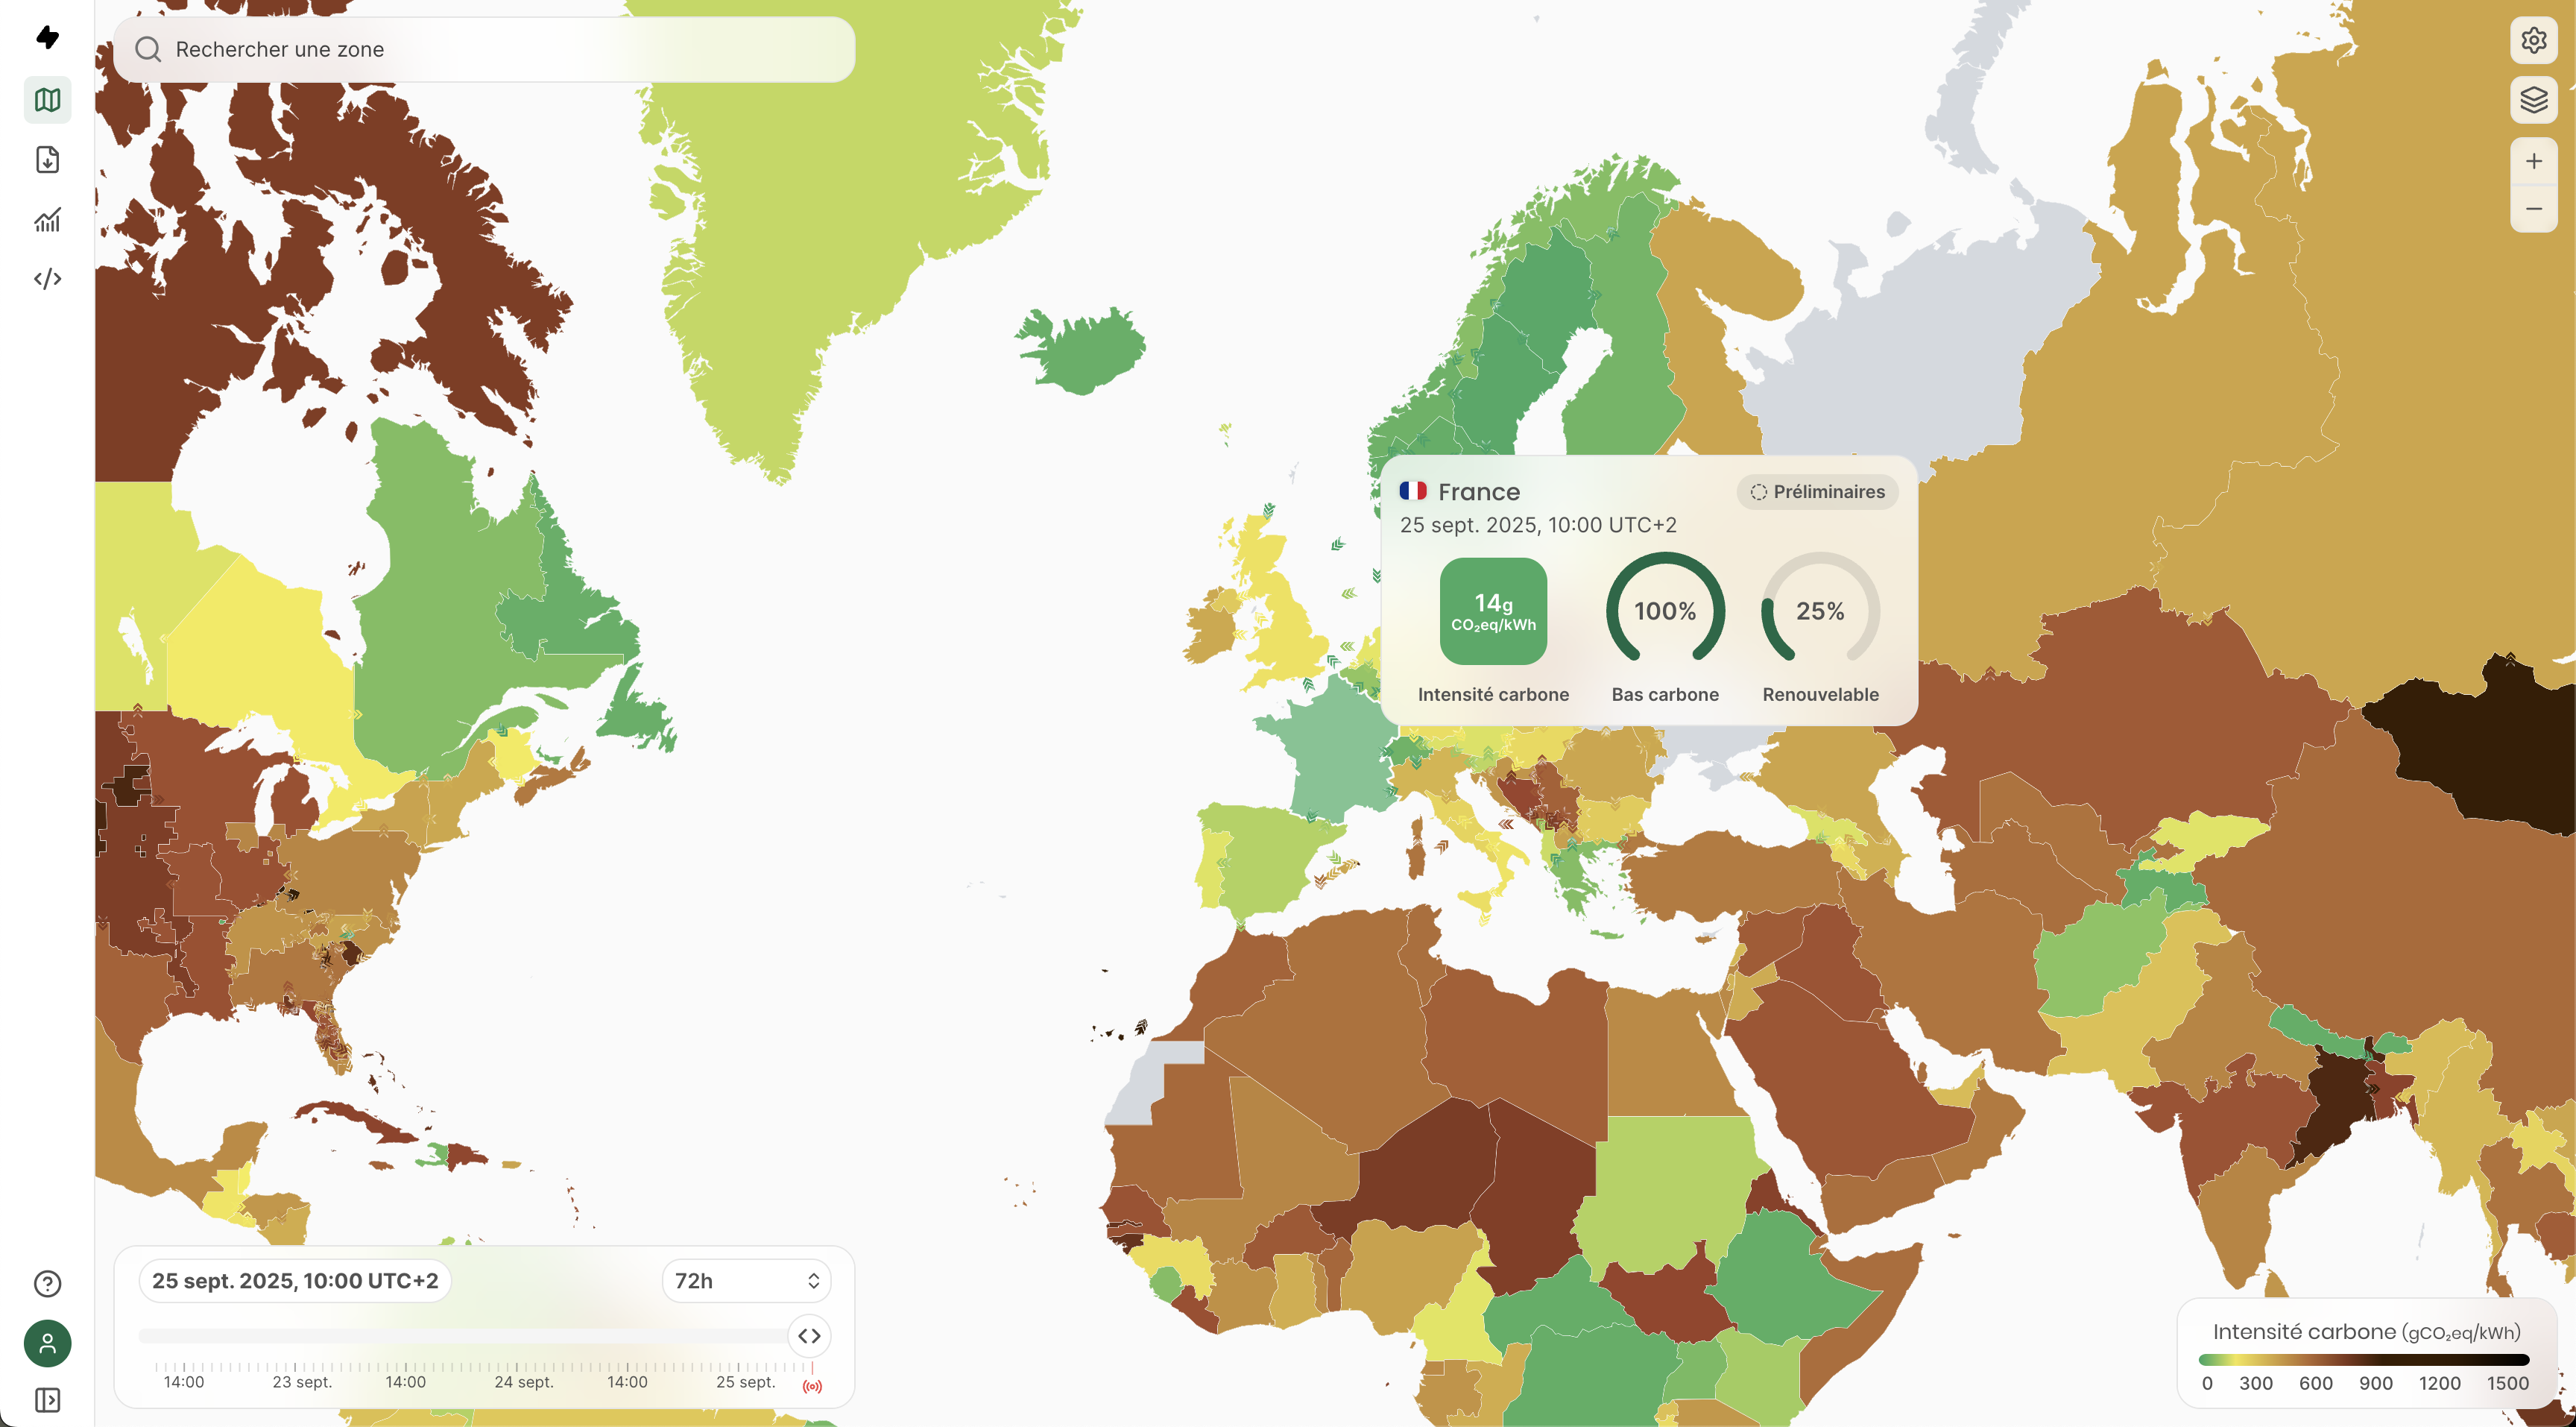 Rechercher une zone
France
Préliminaires
25 sept. 2025, 10:00 UTC+2
14g
CO₂eq/kWh
100%
25%
Intensité carbone
Bas carbone
Renouvelable
25 sept. 2025, 10:00 UTC+2
72h
14:00
23 sept.
14:00
24 sept.
14:00
25 sept.
Intensité carbone (gCO₂eq/kWh)
0 300 600 900 1200 1500